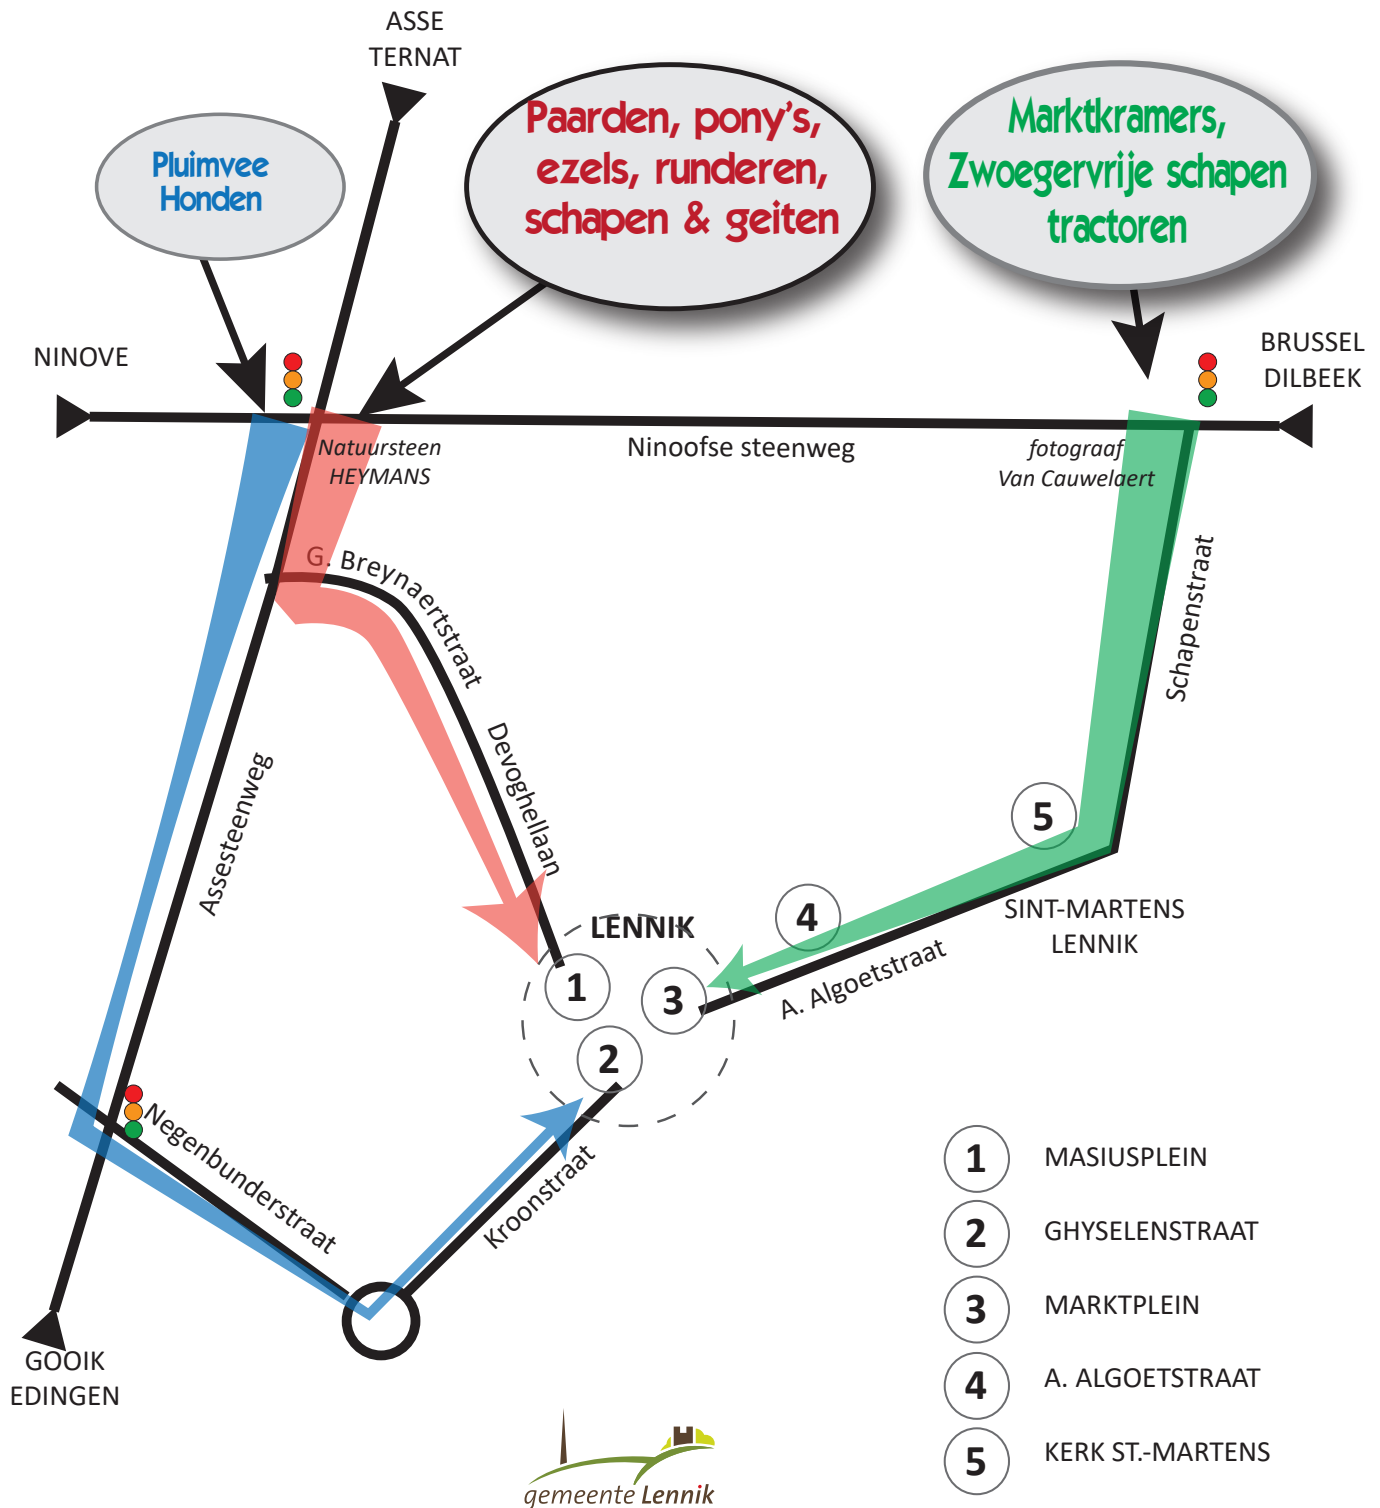 ASSE
TERNAT
Pluimvee
Honden
Paarden, pony's,
ezels, runderen,
schapen & geiten
Marktkramers,
Zwoegervrije schapen
tractoren
NINOVE
BRUSSEL
DILBEEK
Natuursteen
HEYMANS
Ninoofse steenweg
fotograaf
Van Cauwelaert
G. Breynaertstraat
Devoghellaan
Schapenstraat
Assesteenweg
5
4
LENNIK
SINT-MARTENS
LENNIK
1
3
A. Algoetstraat
2
Negenbunderstraat
Kroonstraat
GOOIK
EDINGEN
1 MASIUSPLEIN
2 GHYSELENSTRAAT
3 MARKTPLEIN
4 A. ALGOETSTRAAT
5 KERK ST.-MARTENS
gemeente Lennik